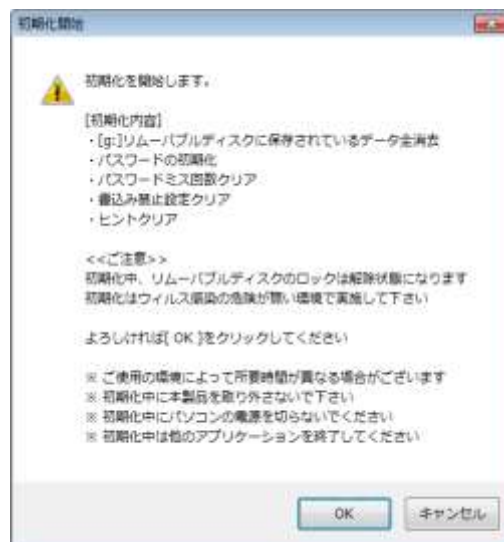 初期化開始
初期化を開始します。
[初期化内容]
・[g:]リムーバブルディスクに保存されているデータ全消去
・パスワードの初期化
・パスワードミス回数クリア
・書込み禁止設定クリア
・ヒントクリア
<<ご注意>>
初期化中、リムーバブルディスクのロックは解除状態になります
初期化はウィルス感染の危険が無い環境で実施して下さい
よろしければ[ OK ]をクリックしてください
※ ご使用の環境によって所要時間が異なる場合がございます
※ 初期化中に本製品を取り外さないで下さい
※ 初期化中にパソコンの電源を切らないでください
※ 初期化中は他のアプリケーションを終了してください
OK
キャンセル